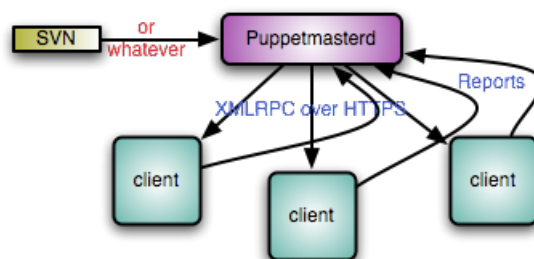 SVN
or
whatever
Puppetmasterd
Reports
XMLRPC over HTTPS
client
client
client